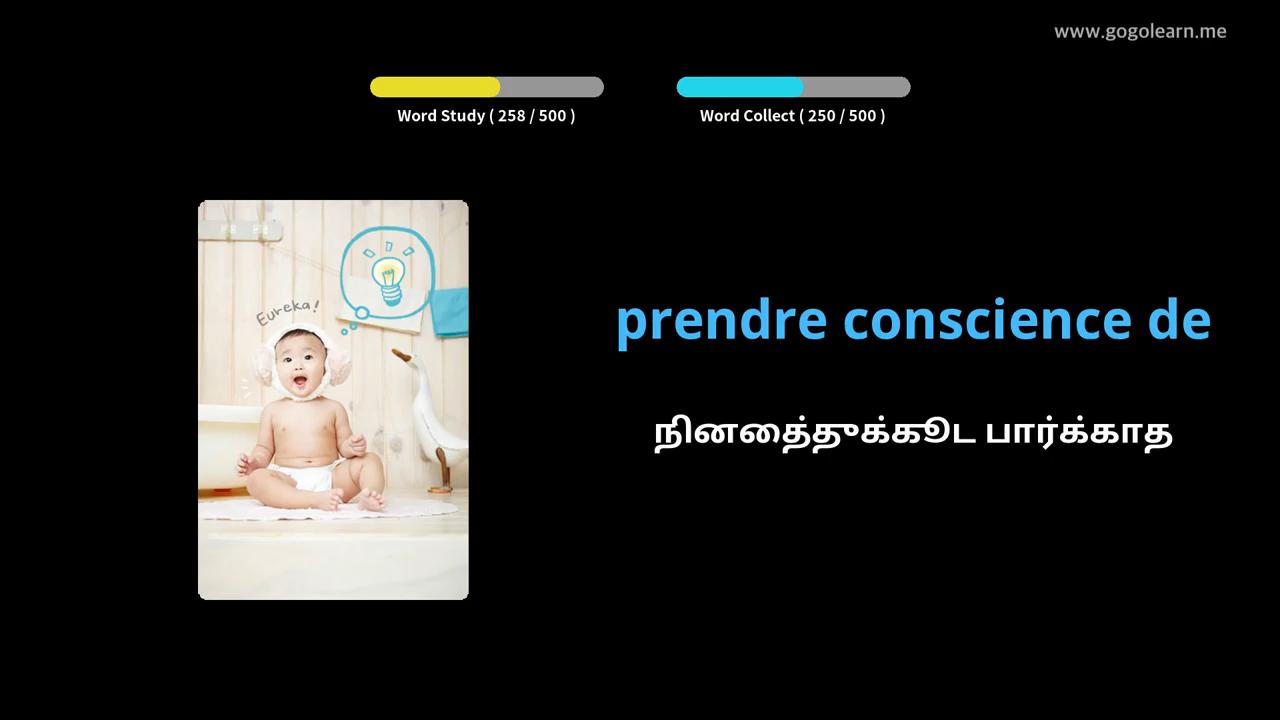 www.gogolearn.me
Word Study ( 258 / 500 )
Word Collect ( 250 / 500 )
Eureka!
prendre conscience de
நினைத்துக்கூட பார்க்காத